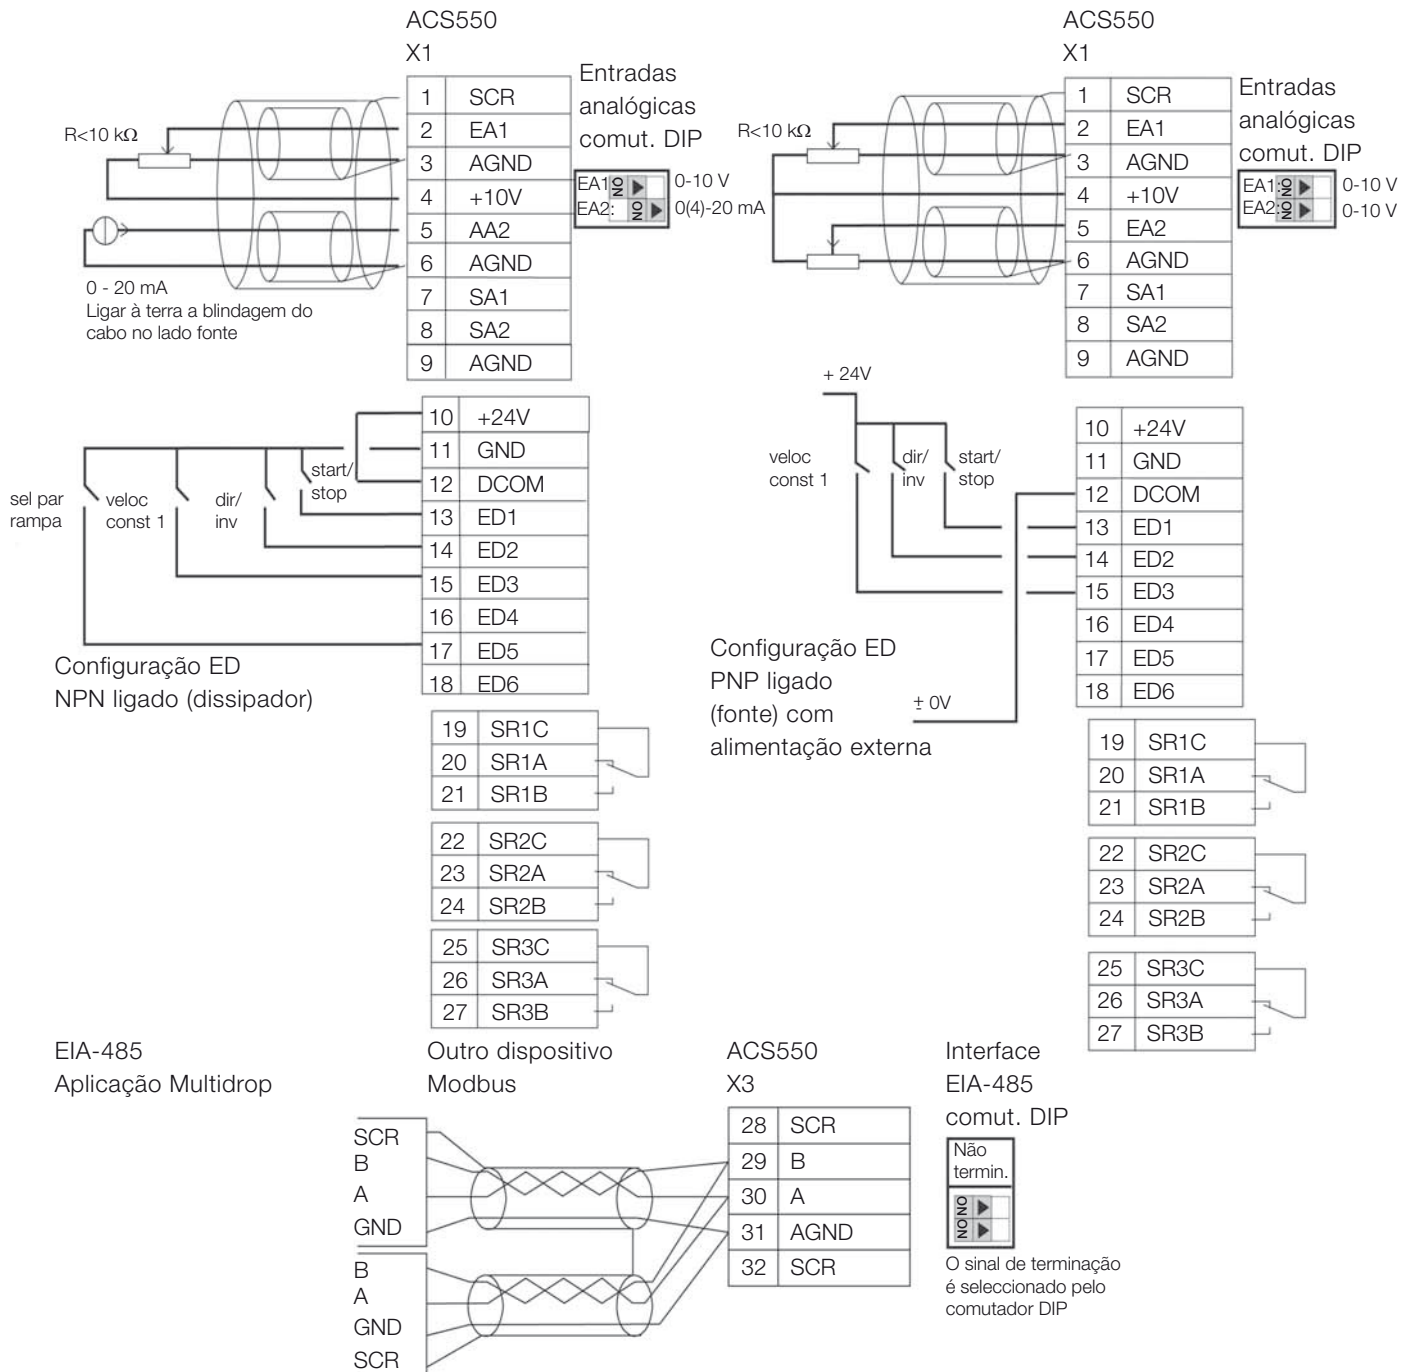 ACS550
X1
1 SCR
2 EA1
3 AGND
4 +10V
5 AA2
6 AGND
7 SA1
8 SA2
9 AGND
Entradas
analógicas
comut. DIP
EA1: ON 0-10 V
EA2: ON 0(4)-20 mA
R<10 kΩ
0 - 20 mA
Ligar à terra a blindagem do
cabo no lado fonte
10 +24V
11 GND
12 DCOM
13 ED1
14 ED2
15 ED3
16 ED4
17 ED5
18 ED6
sel par
rampa
veloc
const 1
dir/
inv
start/
stop
Configuração ED
NPN ligado (dissipador)
19 SR1C
20 SR1A
21 SR1B
22 SR2C
23 SR2A
24 SR2B
25 SR3C
26 SR3A
27 SR3B
ACS550
X1
1 SCR
2 EA1
3 AGND
4 +10V
5 EA2
6 AGND
7 SA1
8 SA2
9 AGND
Entradas
analógicas
comut. DIP
EA1: ON 0-10 V
EA2: ON 0-10 V
R<10 kΩ
+ 24V
10 +24V
11 GND
12 DCOM
13 ED1
14 ED2
15 ED3
16 ED4
17 ED5
18 ED6
veloc
const 1
dir/
inv
start/
stop
Configuração ED
PNP ligado
(fonte) com
alimentação externa
± 0V
19 SR1C
20 SR1A
21 SR1B
22 SR2C
23 SR2A
24 SR2B
25 SR3C
26 SR3A
27 SR3B
EIA-485
Aplicação Multidrop
Outro dispositivo
Modbus
SCR
B
A
GND
B
A
GND
SCR
ACS550
X3
28 SCR
29 B
30 A
31 AGND
32 SCR
Interface
EIA-485
comut. DIP
Não
termin.
ON
ON
O sinal de terminação
é seleccionado pelo
comutador DIP